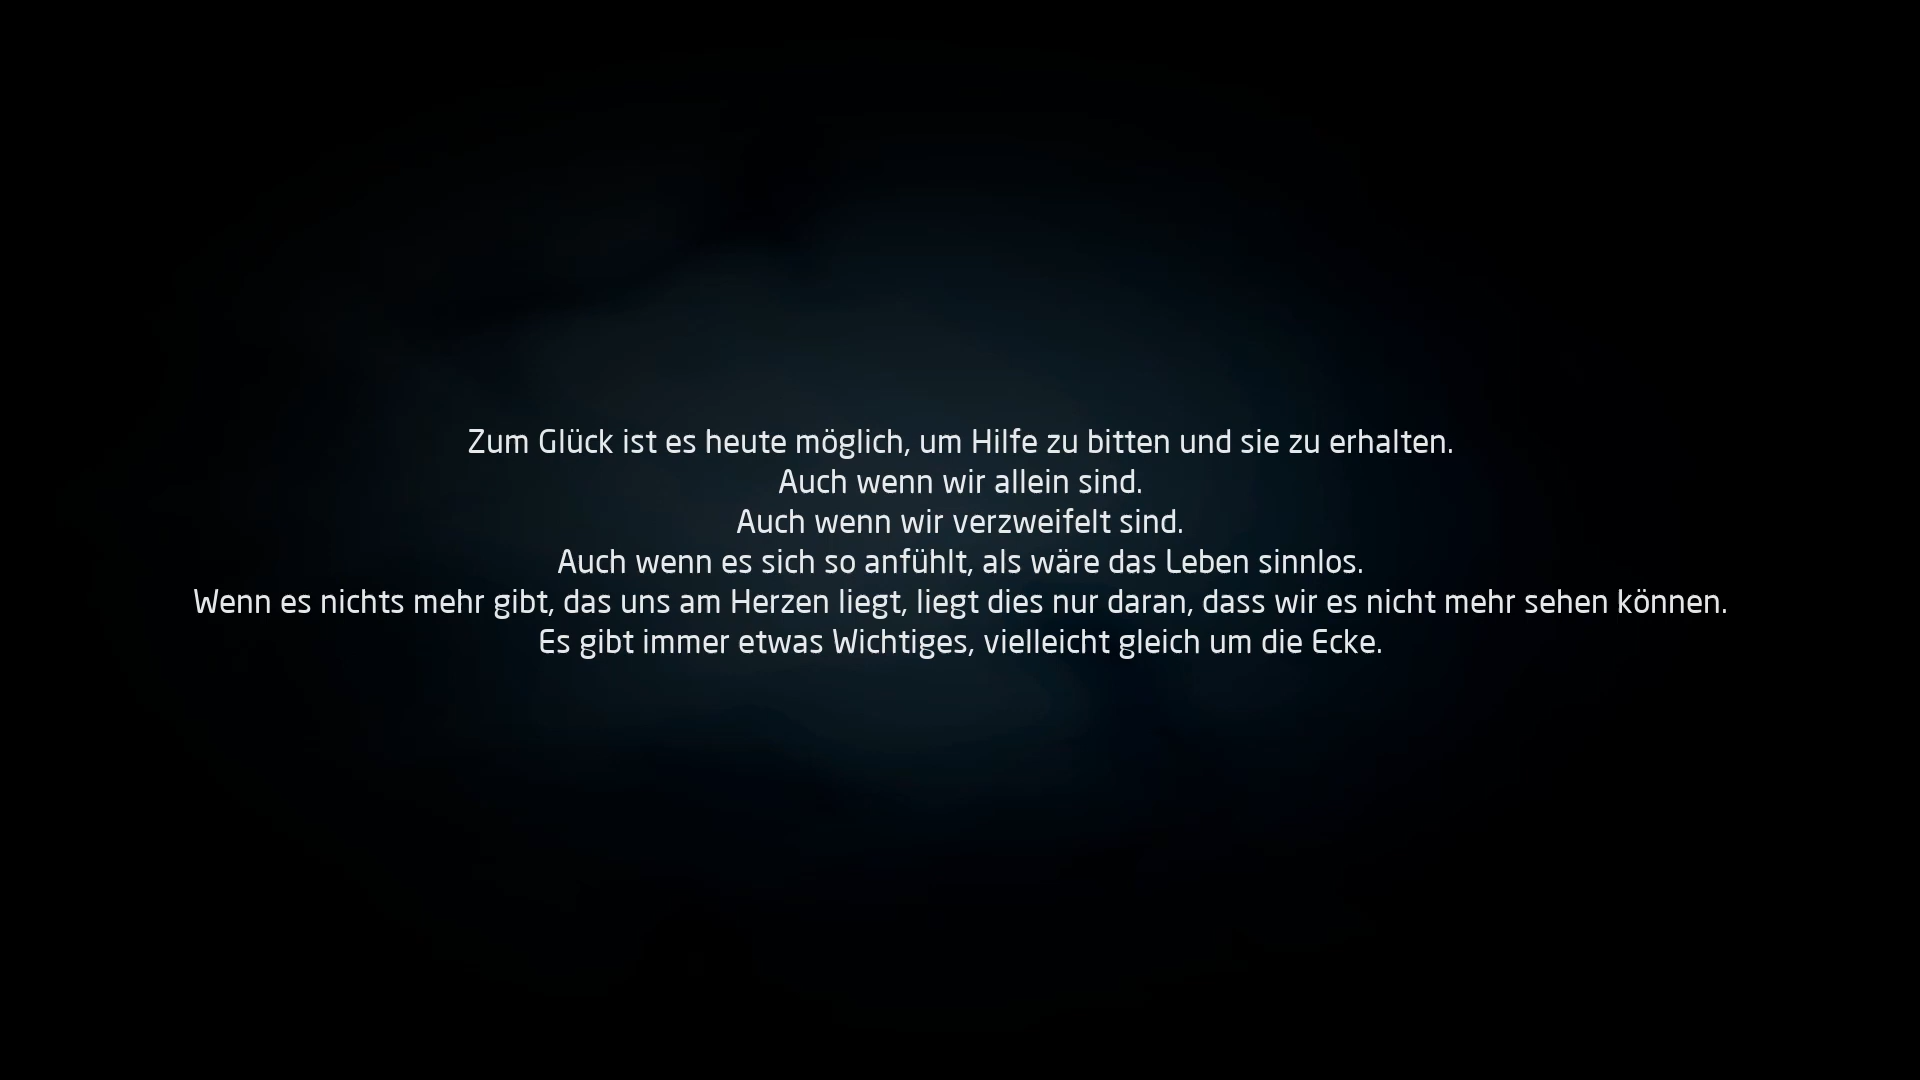 Zum Glück ist es heute möglich, um Hilfe zu bitten und sie zu erhalten.
Auch wenn wir allein sind.
Auch wenn wir verzweifelt sind.
Auch wenn es sich so anfühlt, als wäre das Leben sinnlos.
Wenn es nichts mehr gibt, das uns am Herzen liegt, liegt dies nur daran, dass wir es nicht mehr sehen können.
Es gibt immer etwas Wichtiges, vielleicht gleich um die Ecke.